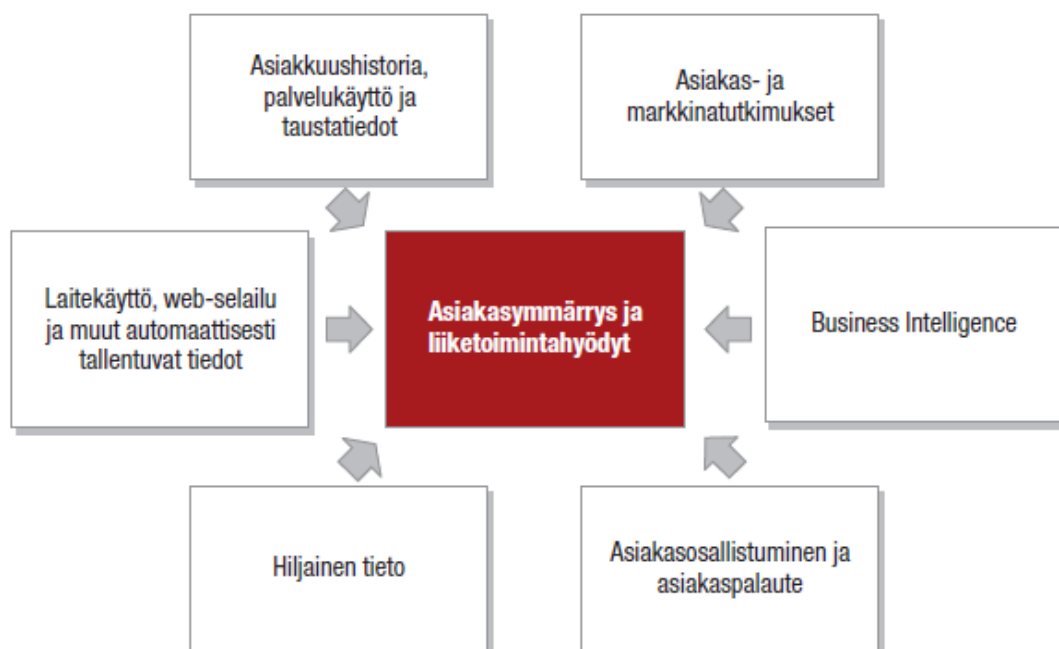 Asiakkuushistoria,
palvelukäyttö ja
taustatiedot
Asiakas- ja
markkinatutkimukset
Laitekäyttö, web-selailu
ja muut automaattisesti
tallentuvat tiedot
Asiakasymmärrys ja
liiketoimintahyödyt
Business Intelligence
Hiljainen tieto
Asiakasosallistuminen ja
asiakaspalaute